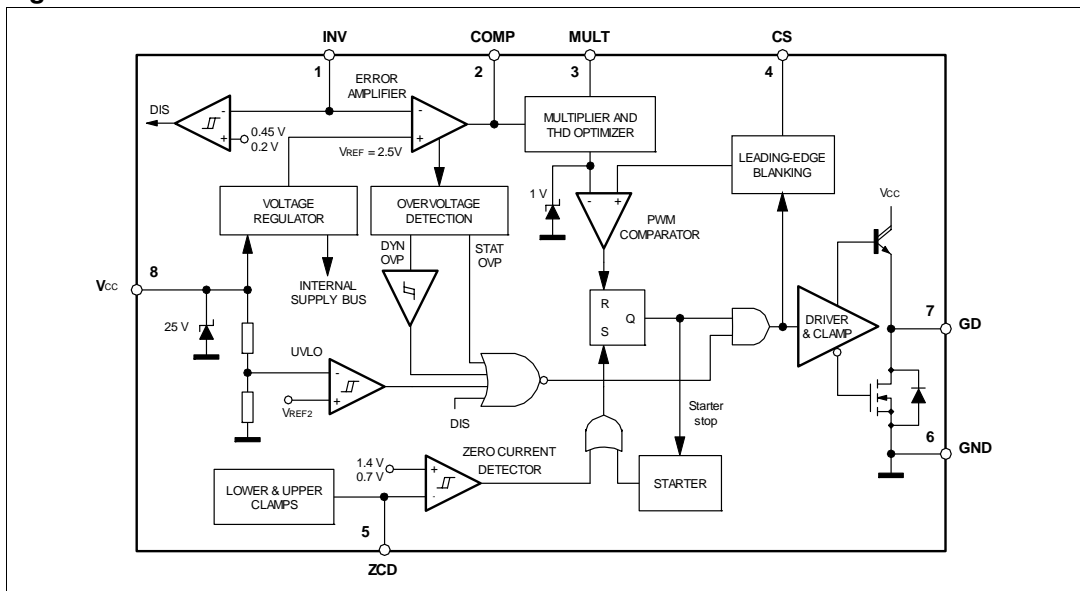 INV
COMP
MULT
CS
1
2
3
4
ERROR
AMPLIFIER
DIS
-
+
0.45 V
0.2 V
-
+
VREF = 2.5V
MULTIPLIER AND
THD OPTIMIZER
LEADING-EDGE
BLANKING
VOLTAGE
REGULATOR
OVERVOLTAGE
DETECTION
1 V
-
+
PWM
COMPARATOR
VCC
DYN
OVP
STAT
OVP
INTERNAL
SUPPLY BUS
VCC
8
25 V
R
S
Q
DRIVER
& CLAMP
7
GD
UVLO
-
+
VREF2
DIS
Starter
stop
6
GND
ZERO CURRENT
DETECTOR
1.4 V
0.7 V
+
-
LOWER & UPPER
CLAMPS
STARTER
5
ZCD